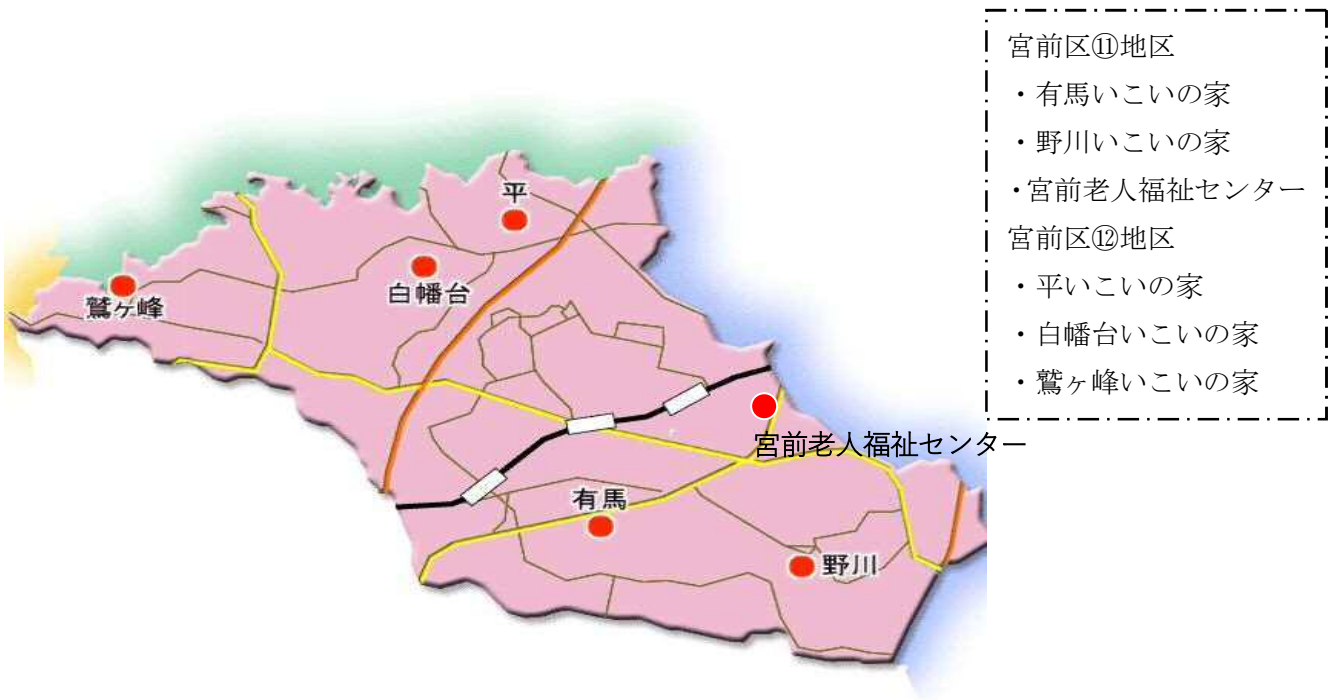 宮前区⑪地区
・有馬いこいの家
・野川いこいの家
・宮前老人福祉センター
宮前区⑫地区
・平いこいの家
・白幡台いこいの家
・鷲ヶ峰いこいの家
平
白幡台
鷲ヶ峰
宮前老人福祉センター
有馬
野川